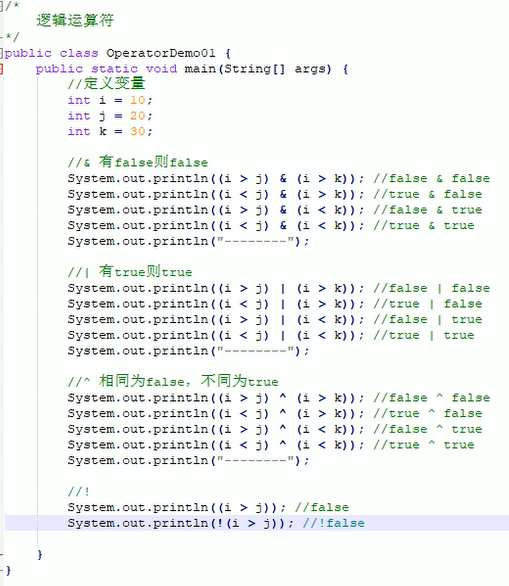 /*
逻辑运算符
*/
public class OperatorDemo01 {
public static void main(String[] args) {
//定义变量
int i = 10;
int j = 20;
int k = 30;
//& 有false则false
System.out.println((i > j) & (i > k)); //false & false
System.out.println((i < j) & (i > k)); //true & false
System.out.println((i > j) & (i < k)); //false & true
System.out.println((i < j) & (i < k)); //true & true
System.out.println("--------");
//| 有true则true
System.out.println((i > j) | (i > k)); //false | false
System.out.println((i < j) | (i > k)); //true | false
System.out.println((i > j) | (i < k)); //false | true
System.out.println((i < j) | (i < k)); //true | true
System.out.println("--------");
//^ 相同为false，不同为true
System.out.println((i > j) ^ (i > k)); //false ^ false
System.out.println((i < j) ^ (i > k)); //true ^ false
System.out.println((i > j) ^ (i < k)); //false ^ true
System.out.println((i < j) ^ (i < k)); //true ^ true
System.out.println("--------");
//!
System.out.println((i > j)); //false
System.out.println(!(i > j)); //!false
}
}